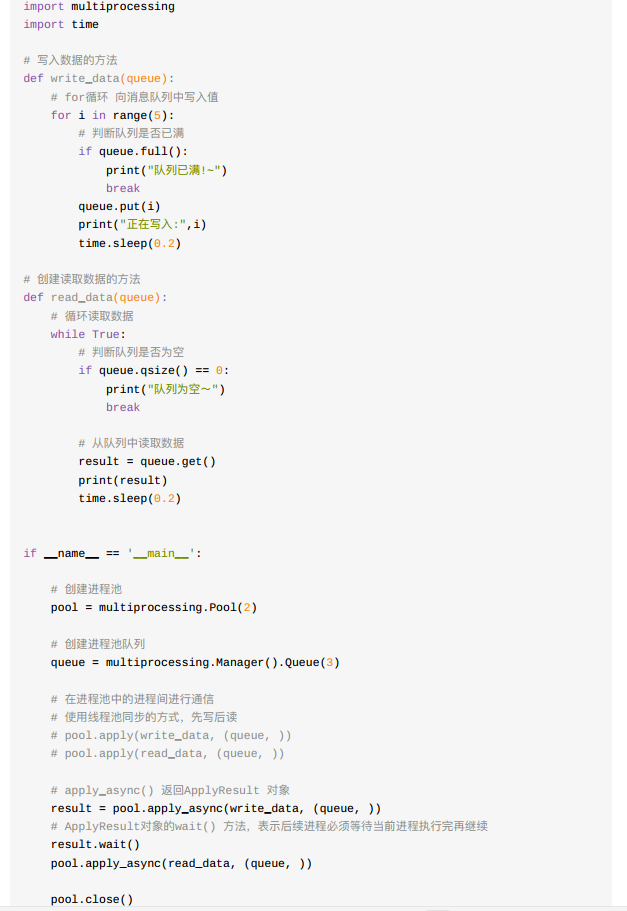 import multiprocessing
import time
# 写入数据的方法
def write_data(queue):
    # for循环 向消息队列中写入值
    for i in range(5):
        # 判断队列是否已满
        if queue.full():
            print("队列已满!~")
            break
        queue.put(i)
        print("正在写入:",i)
        time.sleep(0.2)
# 创建读取数据的方法
def read_data(queue):
    # 循环读取数据
    while True:
        # 判断队列是否为空
        if queue.qsize() == 0:
            print("队列为空～")
            break
        # 从队列中读取数据
        result = queue.get()
        print(result)
        time.sleep(0.2)
if __name__ == '__main__':
    # 创建进程池
    pool = multiprocessing.Pool(2)
    # 创建进程池队列
    queue = multiprocessing.Manager().Queue(3)
    # 在进程池中的进程间进行通信
    # 使用线程池同步的方式，先写后读
    # pool.apply(write_data, (queue, ))
    # pool.apply(read_data, (queue, ))
    # apply_async() 返回ApplyResult 对象
    result = pool.apply_async(write_data, (queue, ))
    # ApplyResult对象的wait() 方法，表示后续进程必须等待当前进程执行完再继续
    result.wait()
    pool.apply_async(read_data, (queue, ))
    pool.close()